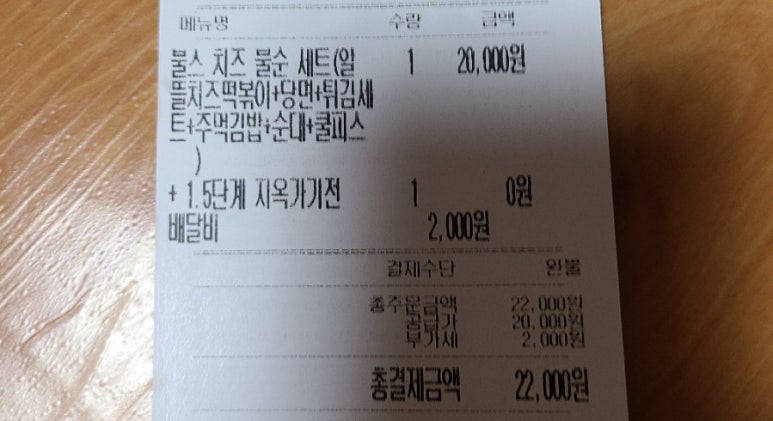 메뉴명 수량 금액
불스 치즈 불순 세트(알 1 20,000원
뜰치즈떡볶이+당면+튀김세
트+주먹김밥+순대+쿨피스
)
+ 1.5단계 지옥가기전 1 0원
배달비 2,000원
결제수단 완불
총주문금액 22,000원
공급가 20,000원
부가세 2,000원
총결제금액 22,000원